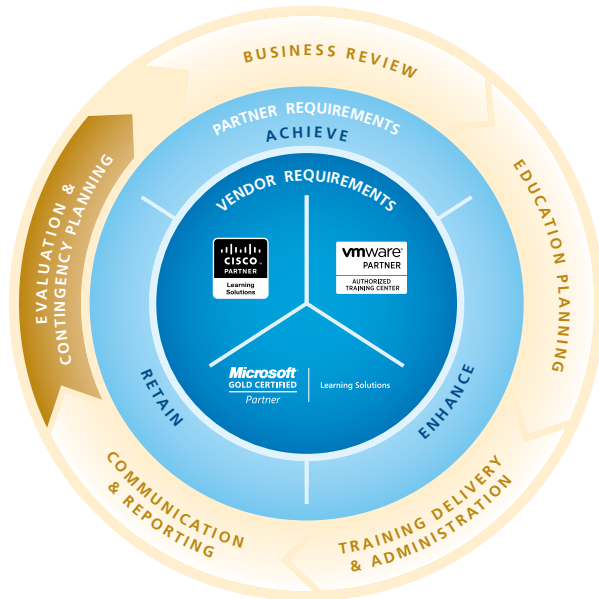 BUSINESS REVIEW
EDUCATION PLANNING
TRAINING DELIVERY
& ADMINISTRATION
COMMUNICATION
& REPORTING
EVALUATION &
CONTINGENCY PLANNING
PARTNER REQUIREMENTS
ACHIEVE
ENHANCE
RETAIN
VENDOR REQUIREMENTS
CISCO
PARTNER
Learning
Solutions
vmware
PARTNER
AUTHORIZED
TRAINING CENTER
Microsoft
GOLD CERTIFIED
Partner
Learning Solutions